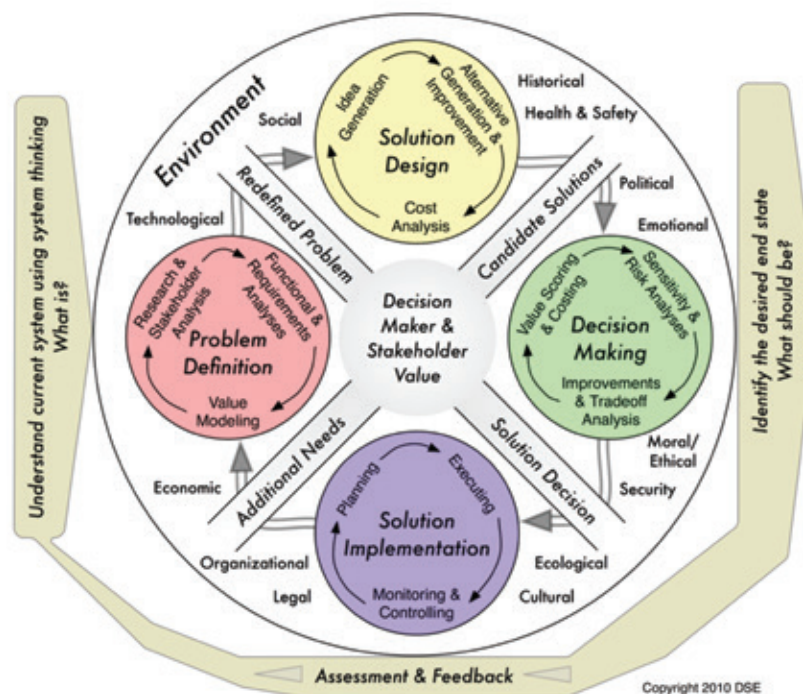 Environment
Social
Historical
Health & Safety
Political
Emotional
Technological
Idea
Generation
Alternative
Generation &
Improvement
Solution
Design
Cost
Analysis
Redefined Problem
Candidate Solutions
Research &
Stakeholder
Analysis
Functional &
Requirements
Analyses
Problem
Definition
Value
Modeling
Decision
Maker &
Stakeholder
Value
Value Scoring
& Costing
Sensitivity &
Risk Analyses
Decision
Making
Improvements
& Tradeoff
Analysis
Additional Needs
Solution Decision
Economic
Moral/
Ethical
Security
Planning
Executing
Solution
Implementation
Monitoring &
Controlling
Organizational
Legal
Ecological
Cultural
Understand current system using system thinking
What is?
Identify the desired end state
What should be?
Assessment & Feedback
Copyright 2010 DSE